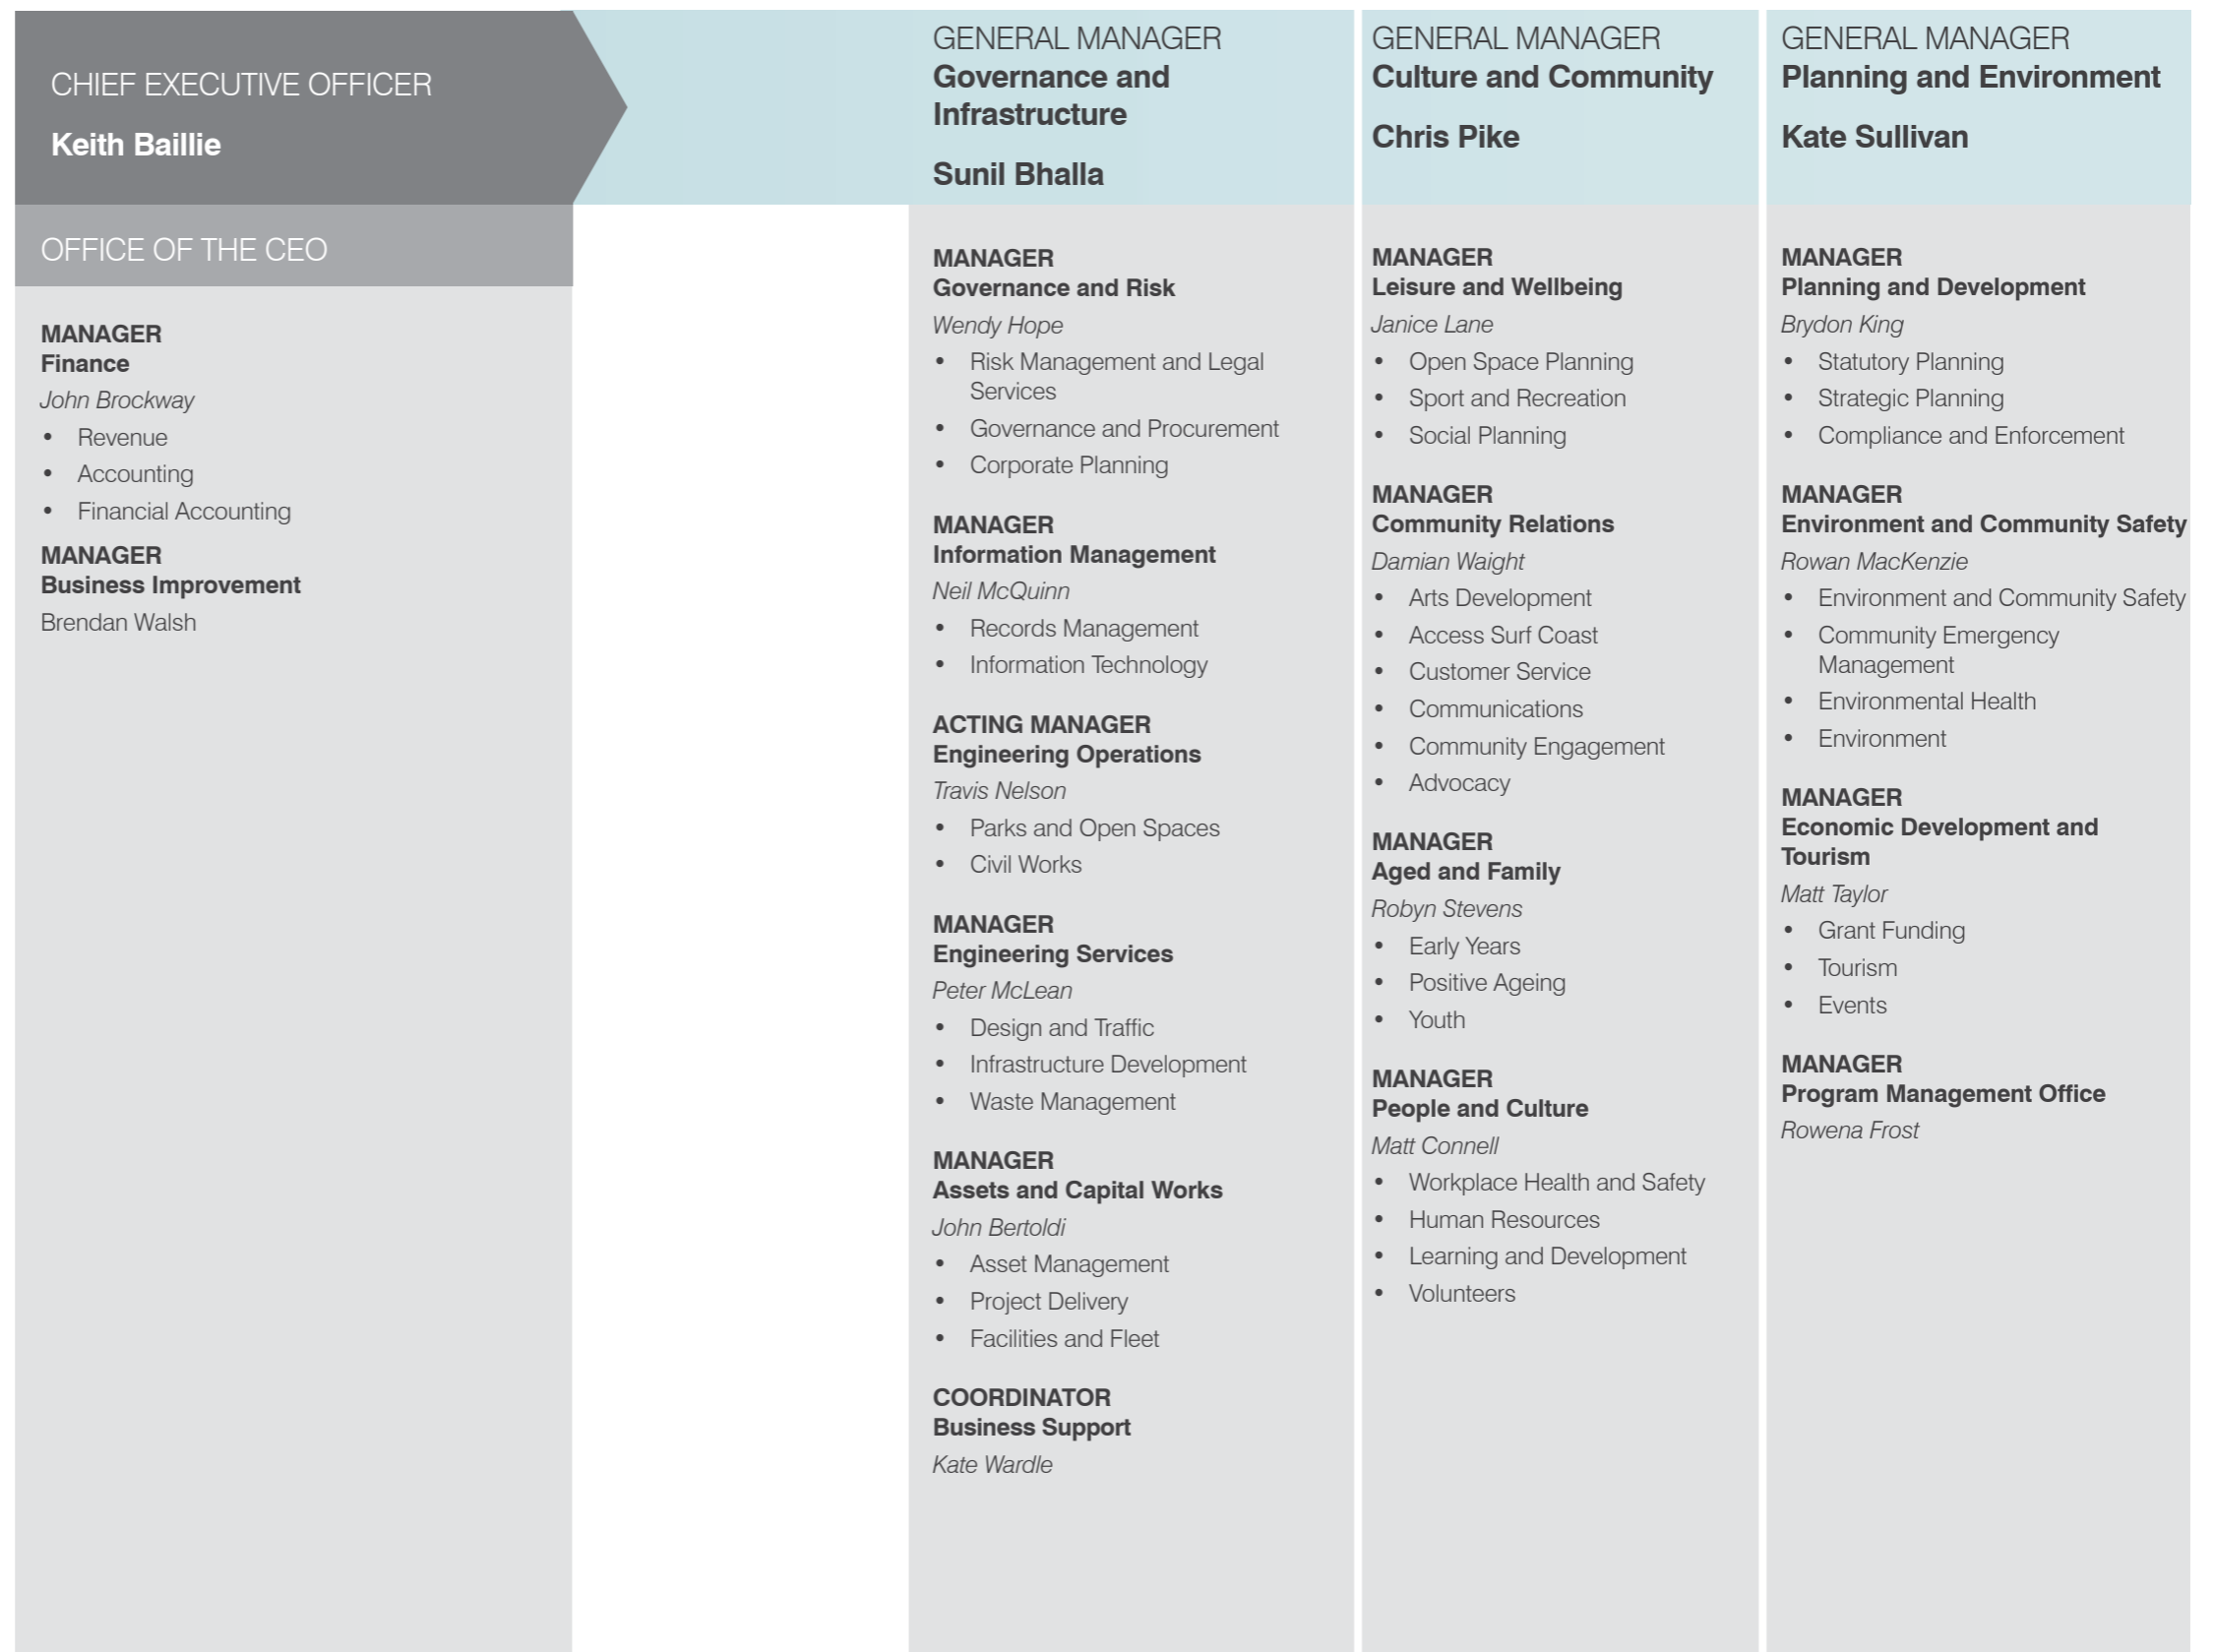 CHIEF EXECUTIVE OFFICER
Keith Baillie
OFFICE OF THE CEO
MANAGER
Finance
John Brockway
• Revenue
• Accounting
• Financial Accounting
MANAGER
Business Improvement
Brendan Walsh
GENERAL MANAGER
Governance and
Infrastructure
Sunil Bhalla
MANAGER
Governance and Risk
Wendy Hope
• Risk Management and Legal
Services
• Governance and Procurement
• Corporate Planning
MANAGER
Information Management
Neil McQuinn
• Records Management
• Information Technology
ACTING MANAGER
Engineering Operations
Travis Nelson
• Parks and Open Spaces
• Civil Works
MANAGER
Engineering Services
Peter McLean
• Design and Traffic
• Infrastructure Development
• Waste Management
MANAGER
Assets and Capital Works
John Bertoldi
• Asset Management
• Project Delivery
• Facilities and Fleet
COORDINATOR
Business Support
Kate Wardle
GENERAL MANAGER
Culture and Community
Chris Pike
MANAGER
Leisure and Wellbeing
Janice Lane
• Open Space Planning
• Sport and Recreation
• Social Planning
MANAGER
Community Relations
Damian Waight
• Arts Development
• Access Surf Coast
• Customer Service
• Communications
• Community Engagement
• Advocacy
MANAGER
Aged and Family
Robyn Stevens
• Early Years
• Positive Ageing
• Youth
MANAGER
People and Culture
Matt Connell
• Workplace Health and Safety
• Human Resources
• Learning and Development
• Volunteers
GENERAL MANAGER
Planning and Environment
Kate Sullivan
MANAGER
Planning and Development
Brydon King
• Statutory Planning
• Strategic Planning
• Compliance and Enforcement
MANAGER
Environment and Community Safety
Rowan MacKenzie
• Environment and Community Safety
• Community Emergency
Management
• Environmental Health
• Environment
MANAGER
Economic Development and
Tourism
Matt Taylor
• Grant Funding
• Tourism
• Events
MANAGER
Program Management Office
Rowena Frost